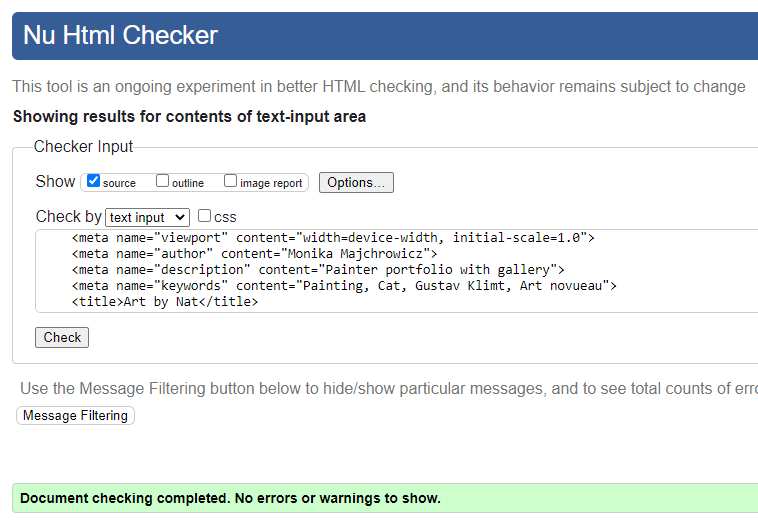 Nu Html Checker
This tool is an ongoing experiment in better HTML checking, and its behavior remains subject to change
Showing results for contents of text-input area
Checker Input
Show source outline image report Options...
Check by text input css
<meta name="viewport" content="width=device-width, initial-scale=1.0">
<meta name="author" content="Monika Majchrowicz">
<meta name="description" content="Painter portfolio with gallery">
<meta name="keywords" content="Painting, Cat, Gustav Klimt, Art novueau">
<title>Art by Nat</title>
Check
Use the Message Filtering button below to hide/show particular messages, and to see total counts of
Message Filtering
Document checking completed. No errors or warnings to show.